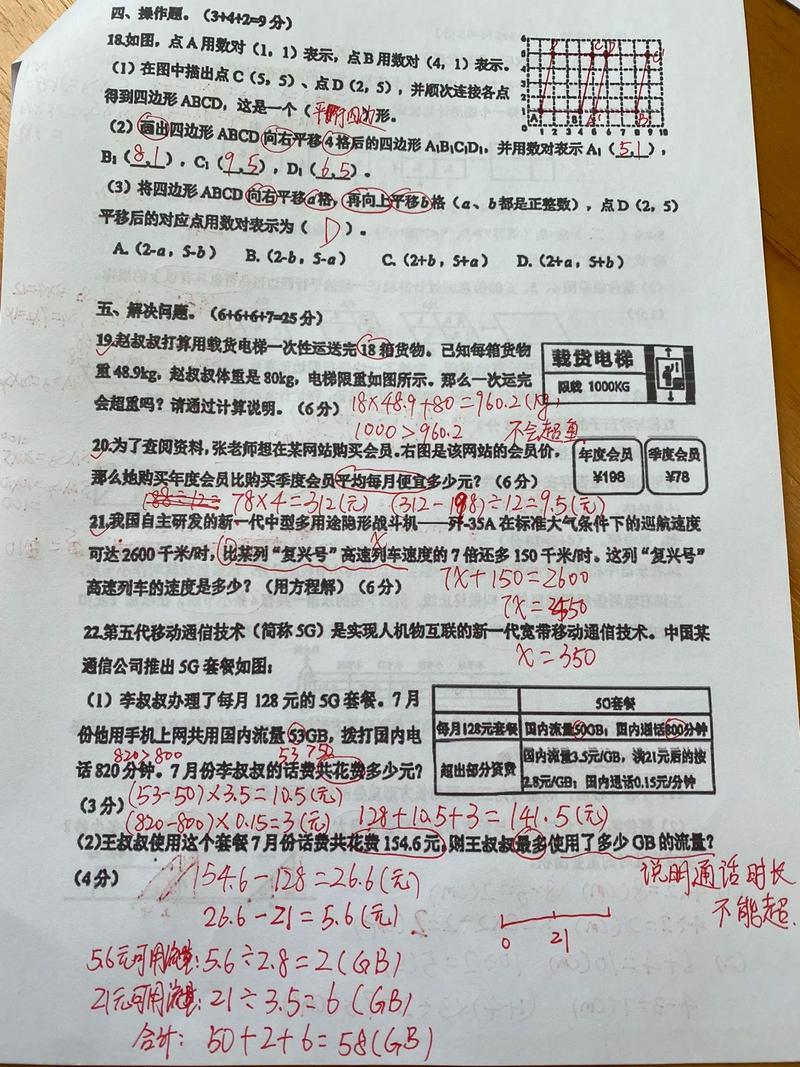 四、操作题。（3+4+2=9分）
18.如图，点A用数对（1，1）表示，点B用数对（4，1）表示。
（1）在图中描出点C（5，5）、点D（2，5），并顺次连接各点
得到四边形ABCD，这是一个（平行四边形。
（2）画出四边形ABCD向右平移4格后的四边形A₁B₁C₁D₁，并用数对表示A₁（5,1），
B₁（8,1），C₁（9,5），D₁（6,5）。
（3）将四边形ABCD向右平移a格，再向上平移b格（a、b都是正整数），点D（2，5）
平移后的对应点用数对表示为（D）。
A.（2-a，5-b） B.（2-b，5-a） C.（2+b，5+a） D.（2+a，5+b）
6
5
4
3
2
A B A' B'
D C D' C'
1 2 3 4 5 6 7 8 9 10
五、解决问题。（6+6+6+7=25分）
19.赵叔叔打算用载货电梯一次性运送完18箱货物。已知每箱货物
重48.9kg，赵叔叔体重是80kg，电梯限重如图所示。那么一次运完
会超重吗？请通过计算说明。（6分）
载货电梯
限载 1000KG
18×48.9+80=960.2(kg)
1000>960.2 不会超重
20.为了查阅资料，张老师想在某网站购买会员。右图是该网站的会员价。
那么她购买年度会员比购买季度会员平均每月便宜多少元？（6分）
年度会员
¥198
季度会员
¥78
78×4=312(元) (312-198)÷12=9.5(元)
21.我国自主研发的新一代中型多用途隐形战斗机——歼-35A在标准大气条件下的巡航速度
x
可达2600千米/时，比某列“复兴号”高速列车速度的7倍还多150千米/时。这列“复兴号”
高速列车的速度是多少？（用方程解）（6分）
7x+150=2600
7x=2450
x=350
22.第五代移动通信技术（简称5G）是实现人机物互联的新一代宽带移动通信技术。中国某
通信公司推出5G套餐如图：
（1）李叔叔办理了每月128元的5G套餐。7月
份他用手机上网共用国内流量53GB，拨打国内电
820>800 53>50
话820分钟。7月份李叔叔的话费共花费多少元？
（3分）
5G套餐
每月128元套餐 国内流量50GB；国内通话800分钟
超出部分资费 国内流量3.5元/GB，满21元后的按
2.8元/GB；国内通话0.15元/分钟
(53-50)×3.5=10.5(元)
(820-800)×0.15=3(元) 128+10.5+3=141.5(元)
（2）王叔叔使用这个套餐7月份话费共花费154.6元，则王叔叔最多使用了多少GB的流量？
（4分）
154.6-128=26.6(元)
说明通话时长
不能超.
26.6-21=5.6(元)
0 21
5.6元可用流量:5.6÷2.8=2(GB)
21元可用流量:21÷3.5=6(GB)
合计: 50+2+6=58(GB)